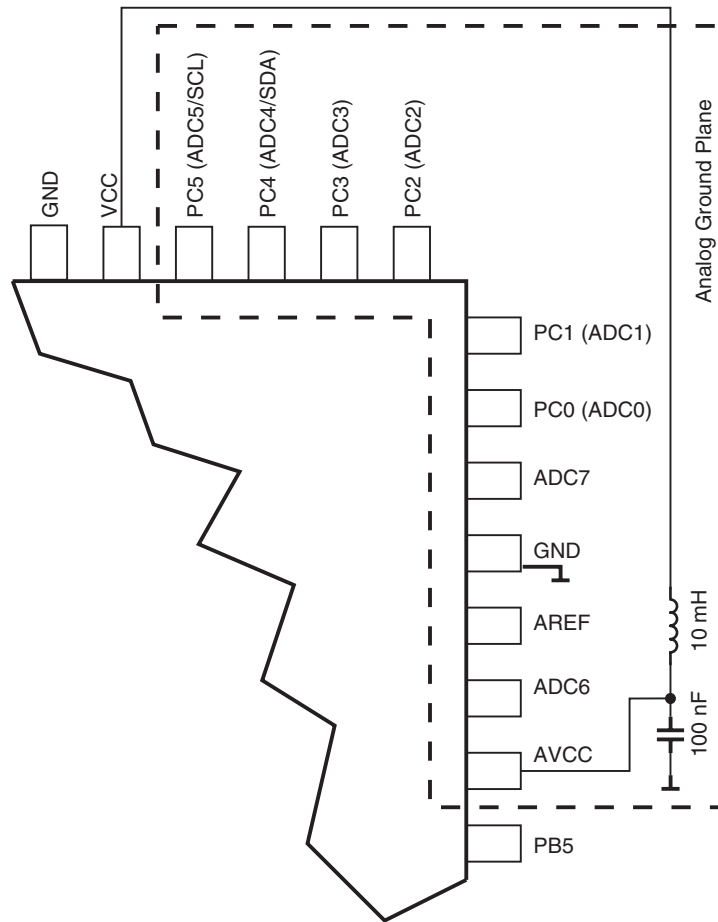 GND
VCC
PC5 (ADC5/SCL)
PC4 (ADC4/SDA)
PC3 (ADC3)
PC2 (ADC2)
Analog Ground Plane
PC1 (ADC1)
PC0 (ADC0)
ADC7
GND
AREF
10 mH
ADC6
100 nF
AVCC
PB5